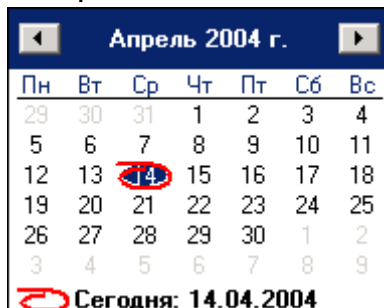 Апрель 2004 г.
Пн Вт Ср Чт Пт Сб Вс
29 30 31 1 2 3 4
5 6 7 8 9 10 11
12 13 14 15 16 17 18
19 20 21 22 23 24 25
26 27 28 29 30 1 2
3 4 5 6 7 8 9
Сегодня: 14.04.2004